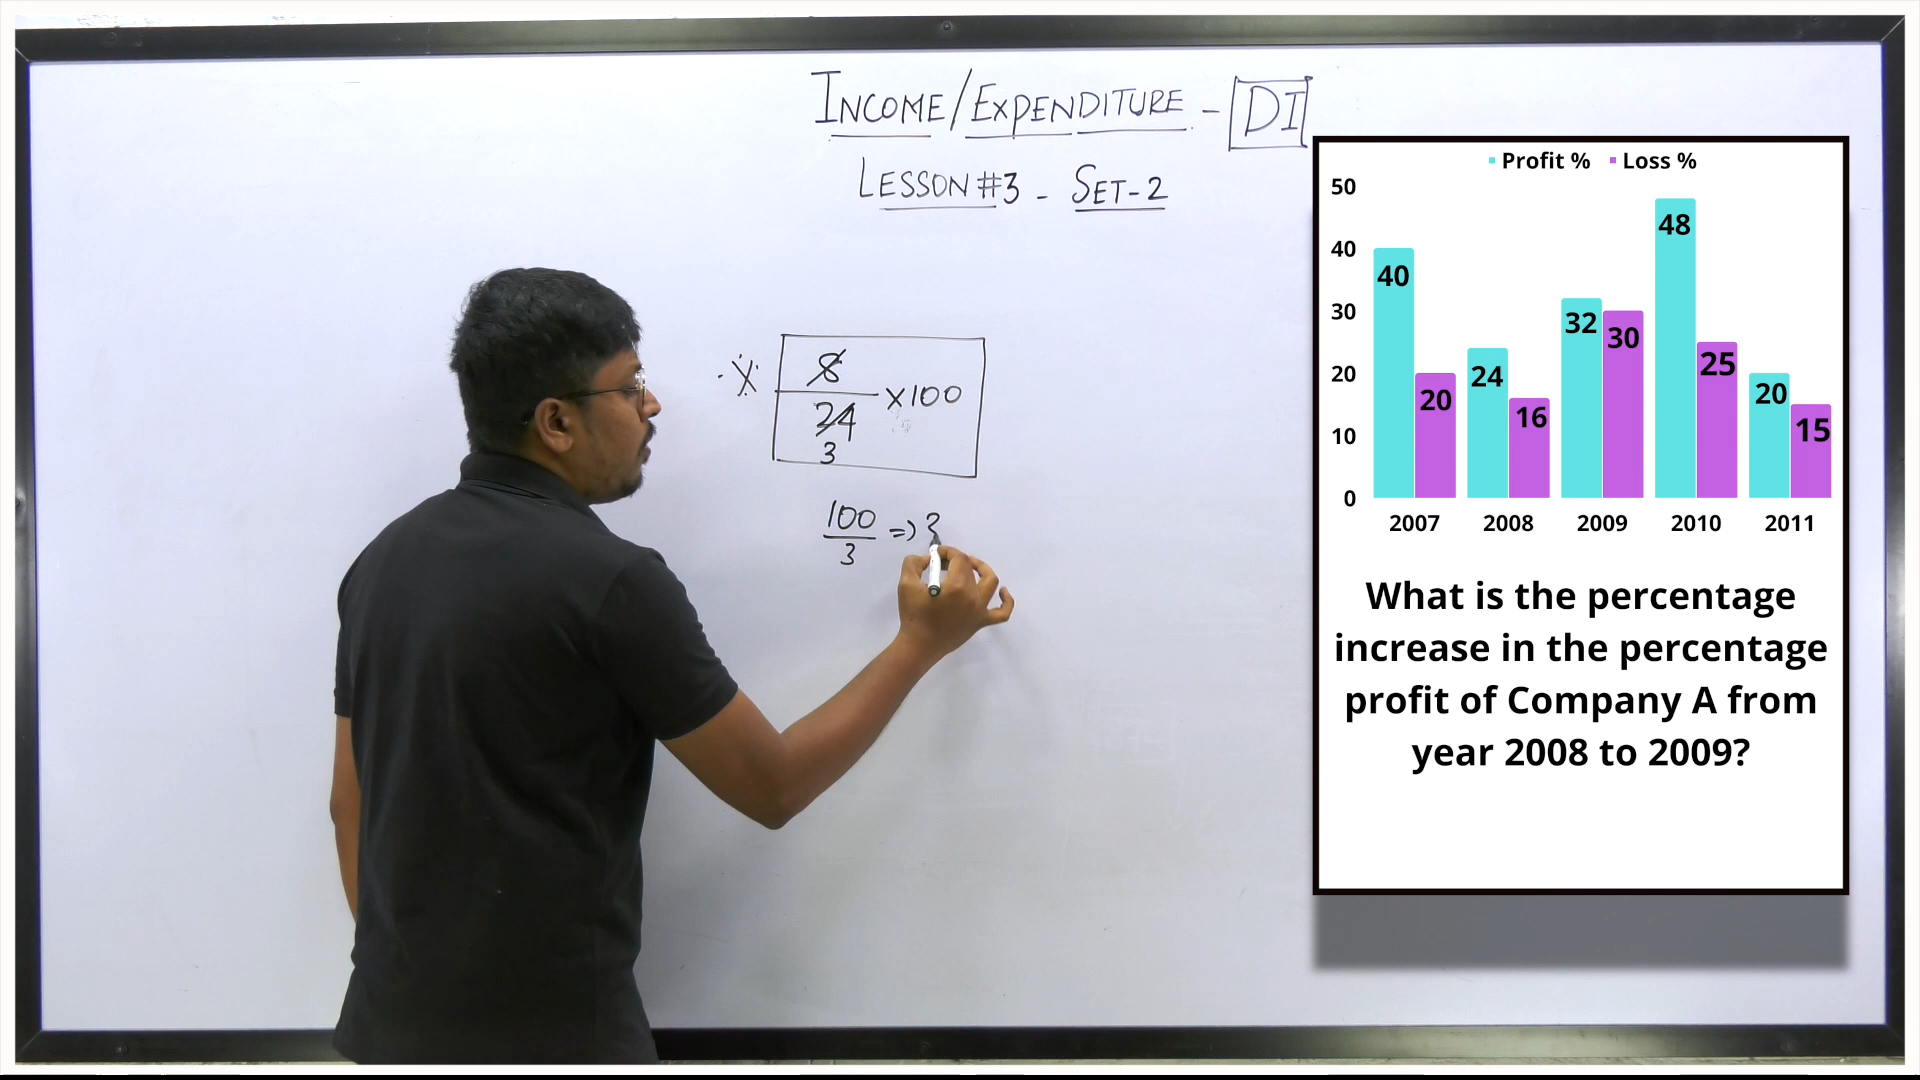 INCOME/EXPENDITURE - DI
LESSON #3 - SET-2
8
24
3
×100
100
3
=> 3
Profit % Loss %
50
40
30
20
10
0
40 20 24 16 32 30 48 25 20 15
2007 2008 2009 2010 2011
What is the percentage
increase in the percentage
profit of Company A from
year 2008 to 2009?